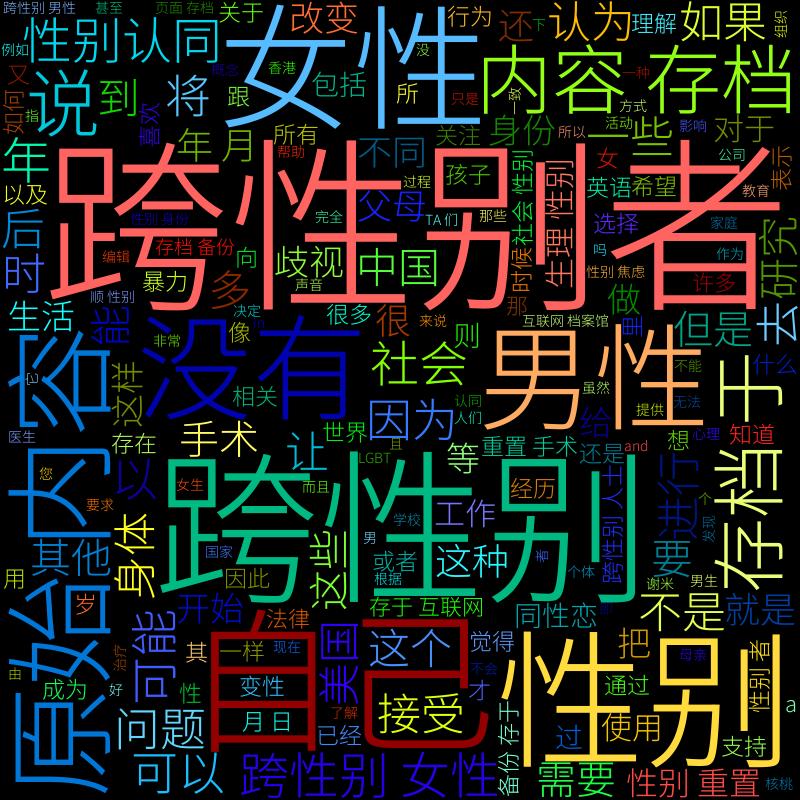 跨性别 男性
甚至
页面 存档
关于
改变
行为
还
下
认为
理解
如果
组织
例如
性别认同
女性
没
内容 存档
又
说
到
将
概念
香港
包括
跟
所
只是
一致
一种
方式
如何
指
喜欢
年 月
所有
不同
关注
身份
一些
所以
活动
影响
对于
年
帮助
跨性别者
过程
孩子
女
公司
表示
以及
父母
社会 性别
英语
希望
教育
性别 身份
完全
TA 们
那些
生理 性别
选择
研究
家庭
后
存档 备份
编辑
向
歧视
中国
时候
吗
作为
时
暴力
多
声音
那
性别 焦虑
许多
顺 性别
做
生活
能
决定
很多
很
来说
互联网 档案馆
里
但是
去
非常
像
则
原始 内容
没有
社会
男性
虽然
不能
什么
它
这样
相关
因为
认同
人们
给
提供
无法
于
医生
存在
手术
世界
让
LGBT
且
等
重置 手术
还是
and
想
心理
知道
您
以
而且
跨性别
经历
进行
存档
要求
女生
学校
工作
跨性别 人士
个
发现
身体
其他
国家
这些
男
或者
这种
者
要
用
因此
根据
个体
谢米
男生
岁
开始
法律
存于 互联网
同性恋
不是
就是
可能
自己
这个
觉得
性别
把
母亲
性别 者
由
治疗
其
一样
现在
美国
不会
成为
好
性
变性
接受
才
通过
a
问题
月 日
了解
已经
备份 存于
过
使用
支持
可以
跨性别 女性
需要
性别 重置
核桃